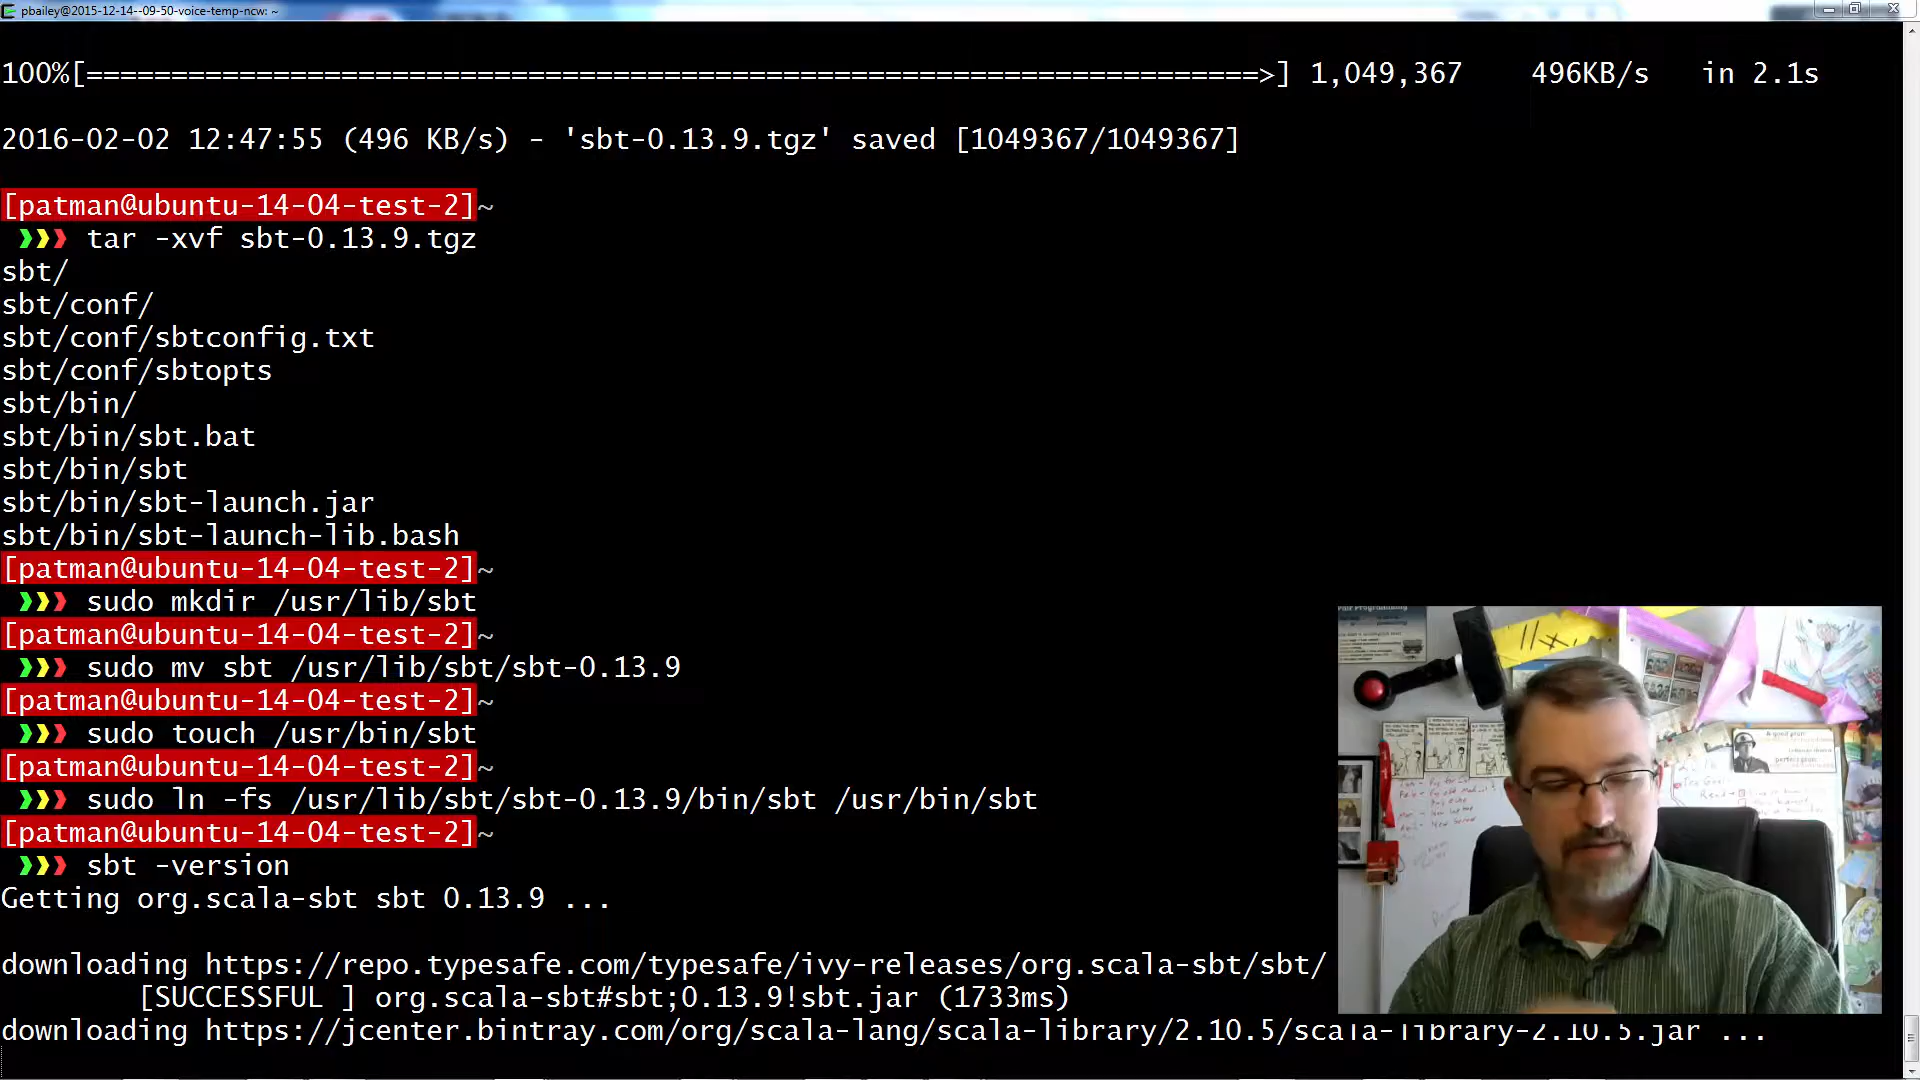 pbailey@2015-12-14--09-50-voice-temp-ncw: ~
100%[======================================================================>] 1,049,367 496KB/s in 2.1s
2016-02-02 12:47:55 (496 KB/s) - 'sbt-0.13.9.tgz' saved [1049367/1049367]
[patman@ubuntu-14-04-test-2]~
❱❱❱ tar -xvf sbt-0.13.9.tgz
sbt/
sbt/conf/
sbt/conf/sbtconfig.txt
sbt/conf/sbtopts
sbt/bin/
sbt/bin/sbt.bat
sbt/bin/sbt
sbt/bin/sbt-launch.jar
sbt/bin/sbt-launch-lib.bash
[patman@ubuntu-14-04-test-2]~
❱❱❱ sudo mkdir /usr/lib/sbt
[patman@ubuntu-14-04-test-2]~
❱❱❱ sudo mv sbt /usr/lib/sbt/sbt-0.13.9
[patman@ubuntu-14-04-test-2]~
❱❱❱ sudo touch /usr/bin/sbt
[patman@ubuntu-14-04-test-2]~
❱❱❱ sudo ln -fs /usr/lib/sbt/sbt-0.13.9/bin/sbt /usr/bin/sbt
[patman@ubuntu-14-04-test-2]~
❱❱❱ sbt -version
Getting org.scala-sbt sbt 0.13.9 ...
downloading https://repo.typesafe.com/typesafe/ivy-releases/org.scala-sbt/sbt/
[SUCCESSFUL ] org.scala-sbt#sbt;0.13.9!sbt.jar (1733ms)
downloading https://jcenter.bintray.com/org/scala-lang/scala-library/2.10.5/scala-library-2.10.5.jar ...
Pair Programming
A good plan